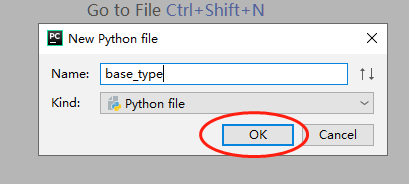 Go to File Ctrl+Shift+N
PC New Python file
Name: base_type
Kind: Python file
OK Cancel